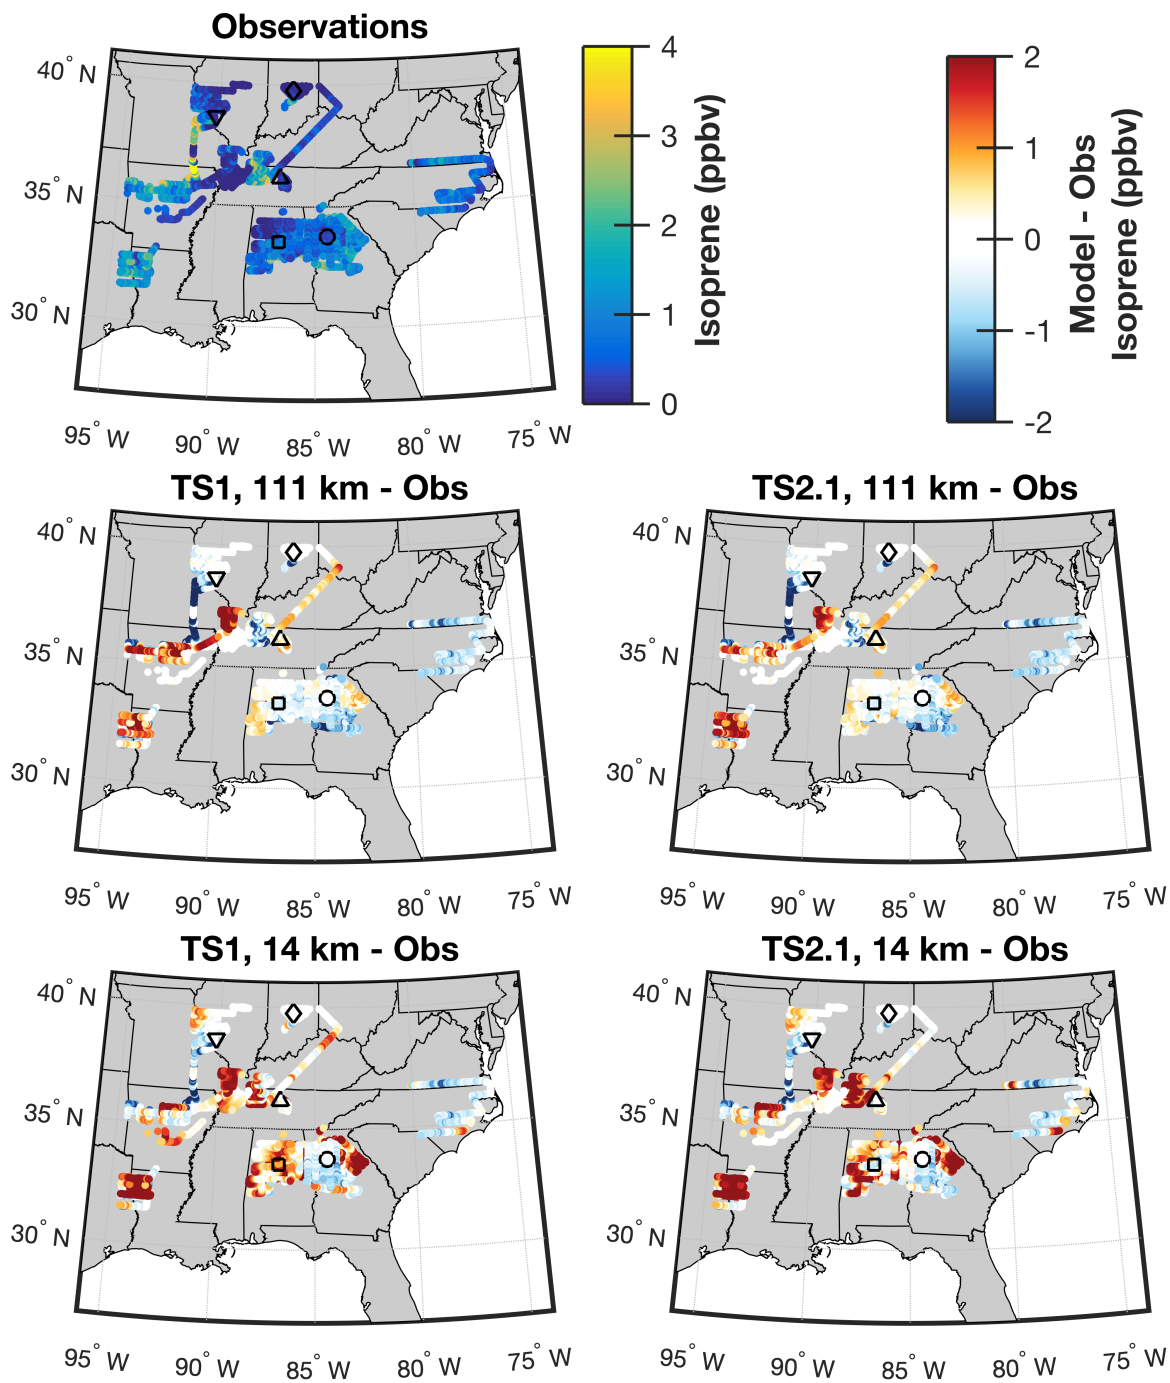 Observations
40° N
35° N
30° N
95° W
90° W
85° W
80° W
75° W
4
3
2
1
0
Isoprene (ppbv)
2
1
0
-1
-2
Model - Obs
Isoprene (ppbv)
TS1, 111 km - Obs
40° N
35° N
30° N
95° W
90° W
85° W
80° W
75° W
TS2.1, 111 km - Obs
40° N
35° N
30° N
95° W
90° W
85° W
80° W
75° W
TS1, 14 km - Obs
40° N
35° N
30° N
95° W
90° W
85° W
80° W
75° W
TS2.1, 14 km - Obs
40° N
35° N
30° N
95° W
90° W
85° W
80° W
75° W